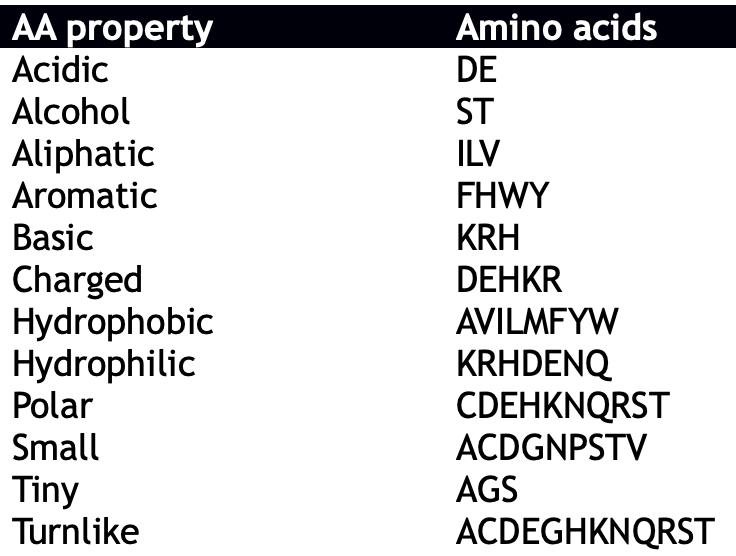 AA property Amino acids
Acidic DE
Alcohol ST
Aliphatic ILV
Aromatic FHWY
Basic KRH
Charged DEHKR
Hydrophobic AVILMFYW
Hydrophilic KRHDENQ
Polar CDEHKNQRST
Small ACDGNPSTV
Tiny AGS
Turnlike ACDEGHKNQRST